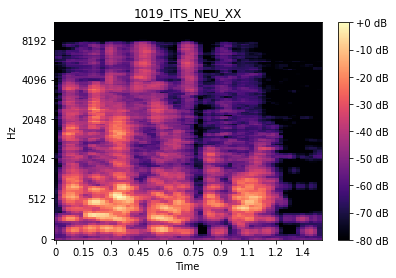 1019_ITS_NEU_XX
Hz
8192
4096
2048
1024
512
0
0 0.15 0.3 0.45 0.6 0.75 0.9 1.1 1.2 1.4
Time
+0 dB
-10 dB
-20 dB
-30 dB
-40 dB
-50 dB
-60 dB
-70 dB
-80 dB